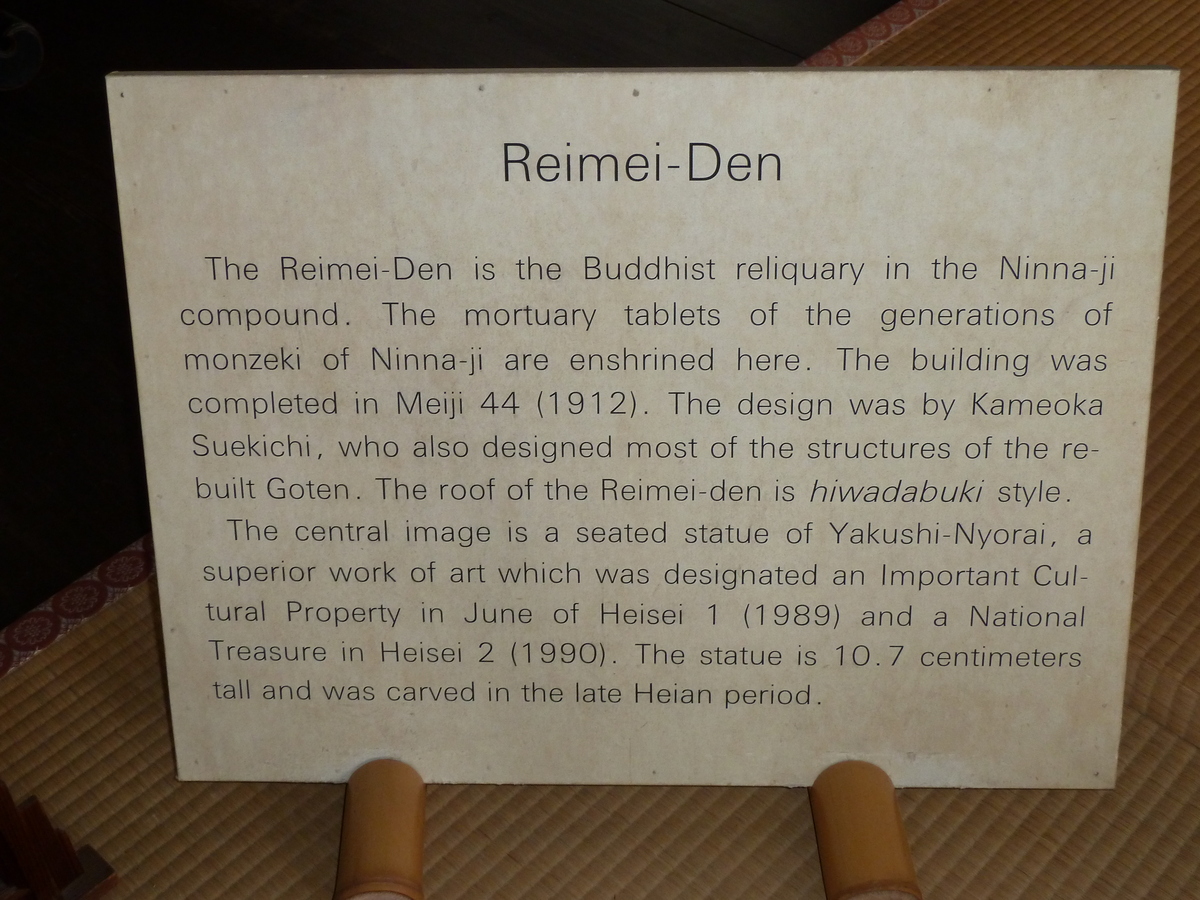 Reimei-Den
The Reimei-Den is the Buddhist reliquary in the Ninna-ji
compound. The mortuary tablets of the generations of
monzeki of Ninna-ji are enshrined here. The building was
completed in Meiji 44 (1912). The design was by Kameoka
Suekichi, who also designed most of the structures of the re-
built Goten. The roof of the Reimei-den is hiwadabuki style.
The central image is a seated statue of Yakushi-Nyorai, a
superior work of art which was designated an Important Cul-
tural Property in June of Heisei 1 (1989) and a National
Treasure in Heisei 2 (1990). The statue is 10.7 centimeters
tall and was carved in the late Heian period.